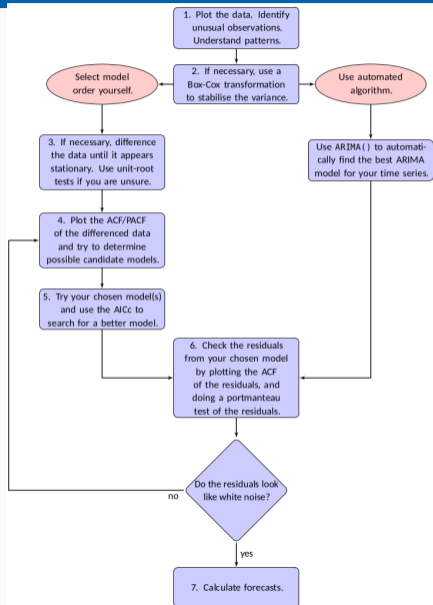 1. Plot the data. Identify
unusual observations.
Understand patterns.
Select model
order yourself.
2. If necessary, use a
Box-Cox transformation
to stabilise the variance.
Use automated
algorithm.
3. If necessary, difference
the data until it appears
stationary. Use unit-root
tests if you are unsure.
Use ARIMA() to automati-
cally find the best ARIMA
model for your time series.
4. Plot the ACF/PACF
of the differenced data
and try to determine
possible candidate models.
5. Try your chosen model(s)
and use the AICc to
search for a better model.
6. Check the residuals
from your chosen model
by plotting the ACF
of the residuals, and
doing a portmanteau
test of the residuals.
Do the residuals look
like white noise?
no
yes
7. Calculate forecasts.